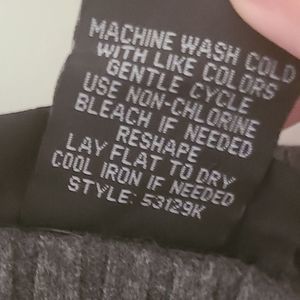 MACHINE WASH COLD
WITH LIKE COLORS
GENTLE CYCLE
USE NON-CHLORINE
BLEACH IF NEEDED
RESHAPE
LAY FLAT TO DRY
COOL IRON IF NEEDED
STYLE: 53129K